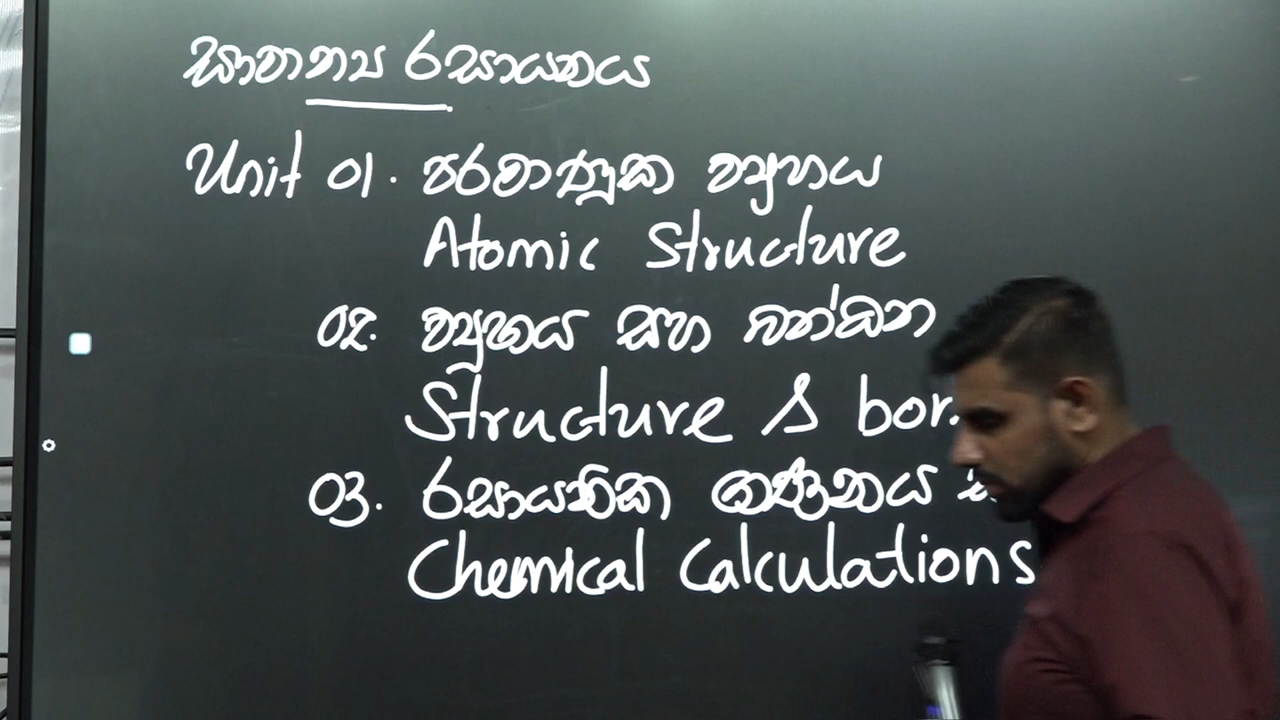 සාමාන්‍ය රසායනය
Unit 01. පරමාණුක ව්‍යුහය
Atomic Structure
02. ව්‍යුහය සහ බන්ධන
Structure &
03. රසායනික ගණනය
Chemical Calculations